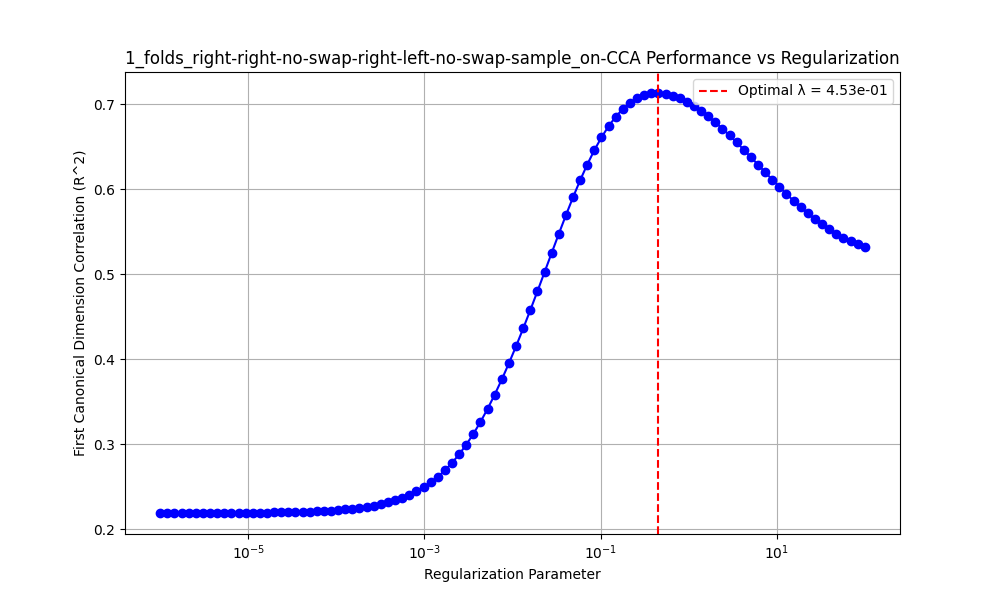 1_folds_right-right-no-swap-right-left-no-swap-sample_on-CCA Performance vs Regularization
Optimal λ = 4.53e-01
First Canonical Dimension Correlation (R^2)
0.7
0.6
0.5
0.4
0.3
0.2
10⁻⁵ 10⁻³ 10⁻¹ 10¹
Regularization Parameter